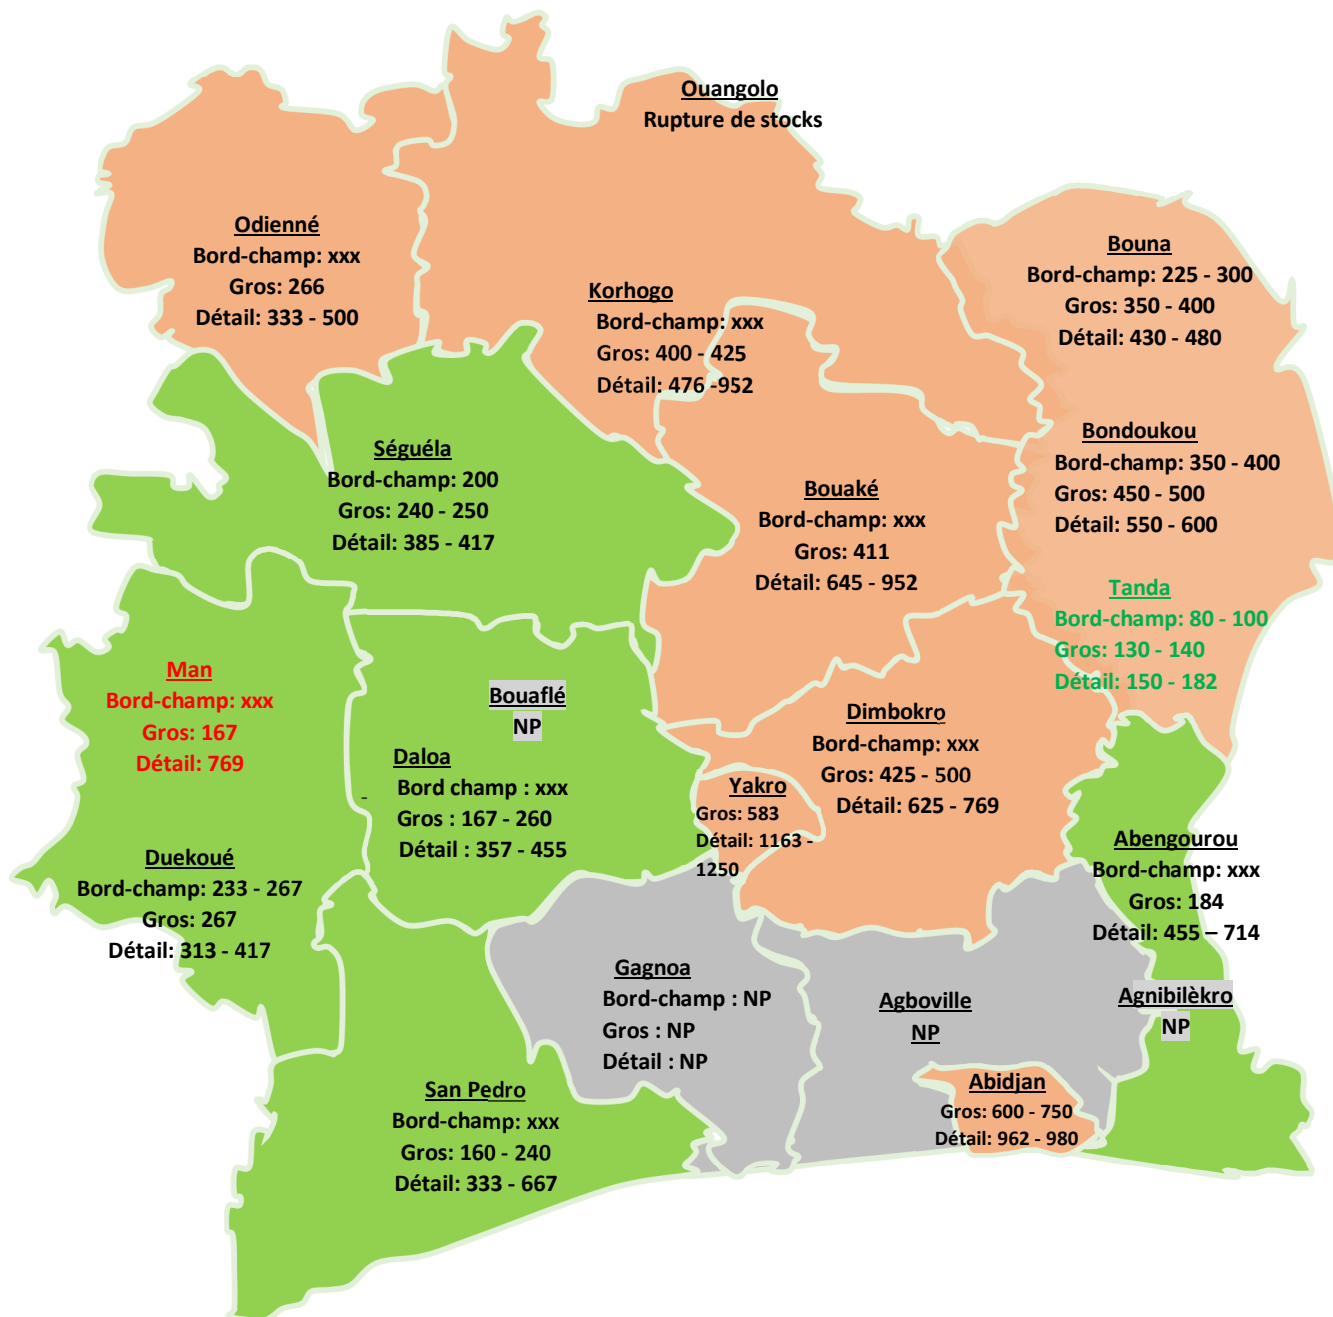 Ouangolo
Rupture de stocks
Odienné
Bord-champ: xxx
Gros: 266
Détail: 333 - 500
Korhogo
Bord-champ: xxx
Gros: 400 - 425
Détail: 476 -952
Bouna
Bord-champ: 225 - 300
Gros: 350 - 400
Détail: 430 - 480
Séguéla
Bord-champ: 200
Gros: 240 - 250
Détail: 385 - 417
Bouaké
Bord-champ: xxx
Gros: 411
Détail: 645 - 952
Bondoukou
Bord-champ: 350 - 400
Gros: 450 - 500
Détail: 550 - 600
Tanda
Bord-champ: 80 - 100
Gros: 130 - 140
Détail: 150 - 182
Man
Bord-champ: xxx
Gros: 167
Détail: 769
Bouaflé
NP
Daloa
Bord champ : xxx
Gros : 167 - 260
Détail : 357 - 455
-
Dimbokro
Bord-champ: xxx
Gros: 425 - 500
Détail: 625 - 769
Yakro
Gros: 583
Détail: 1163 -
1250
Duekoué
Bord-champ: 233 - 267
Gros: 267
Détail: 313 - 417
Abengourou
Bord-champ: xxx
Gros: 184
Détail: 455 – 714
Gagnoa
Bord-champ : NP
Gros : NP
Détail : NP
Agboville
NP
Agnibilèkro
NP
San Pedro
Bord-champ: xxx
Gros: 160 - 240
Détail: 333 - 667
Abidjan
Gros: 600 - 750
Détail: 962 - 980